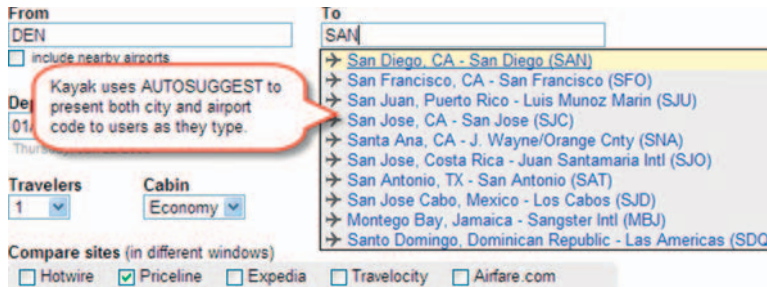 From
To
DEN
SAN
include nearby airports
San Diego, CA - San Diego (SAN)
San Francisco, CA - San Francisco (SFO)
San Juan, Puerto Rico - Luis Munoz Marin (SJU)
San Jose, CA - San Jose (SJC)
Santa Ana, CA - J. Wayne/Orange Cnty (SNA)
San Jose, Costa Rica - Juan Santamaria Intl (SJO)
San Antonio, TX - San Antonio (SAT)
San Jose Cabo, Mexico - Los Cabos (SJD)
Montego Bay, Jamaica - Sangster Intl (MBJ)
Santo Domingo, Dominican Republic - Las Americas (SDQ
Kayak uses AUTOSUGGEST to
present both city and airport
code to users as they type.
Travelers
Cabin
1
Economy
Compare sites (in different windows)
Hotwire
Priceline
Expedia
Travelocity
Airfare.com